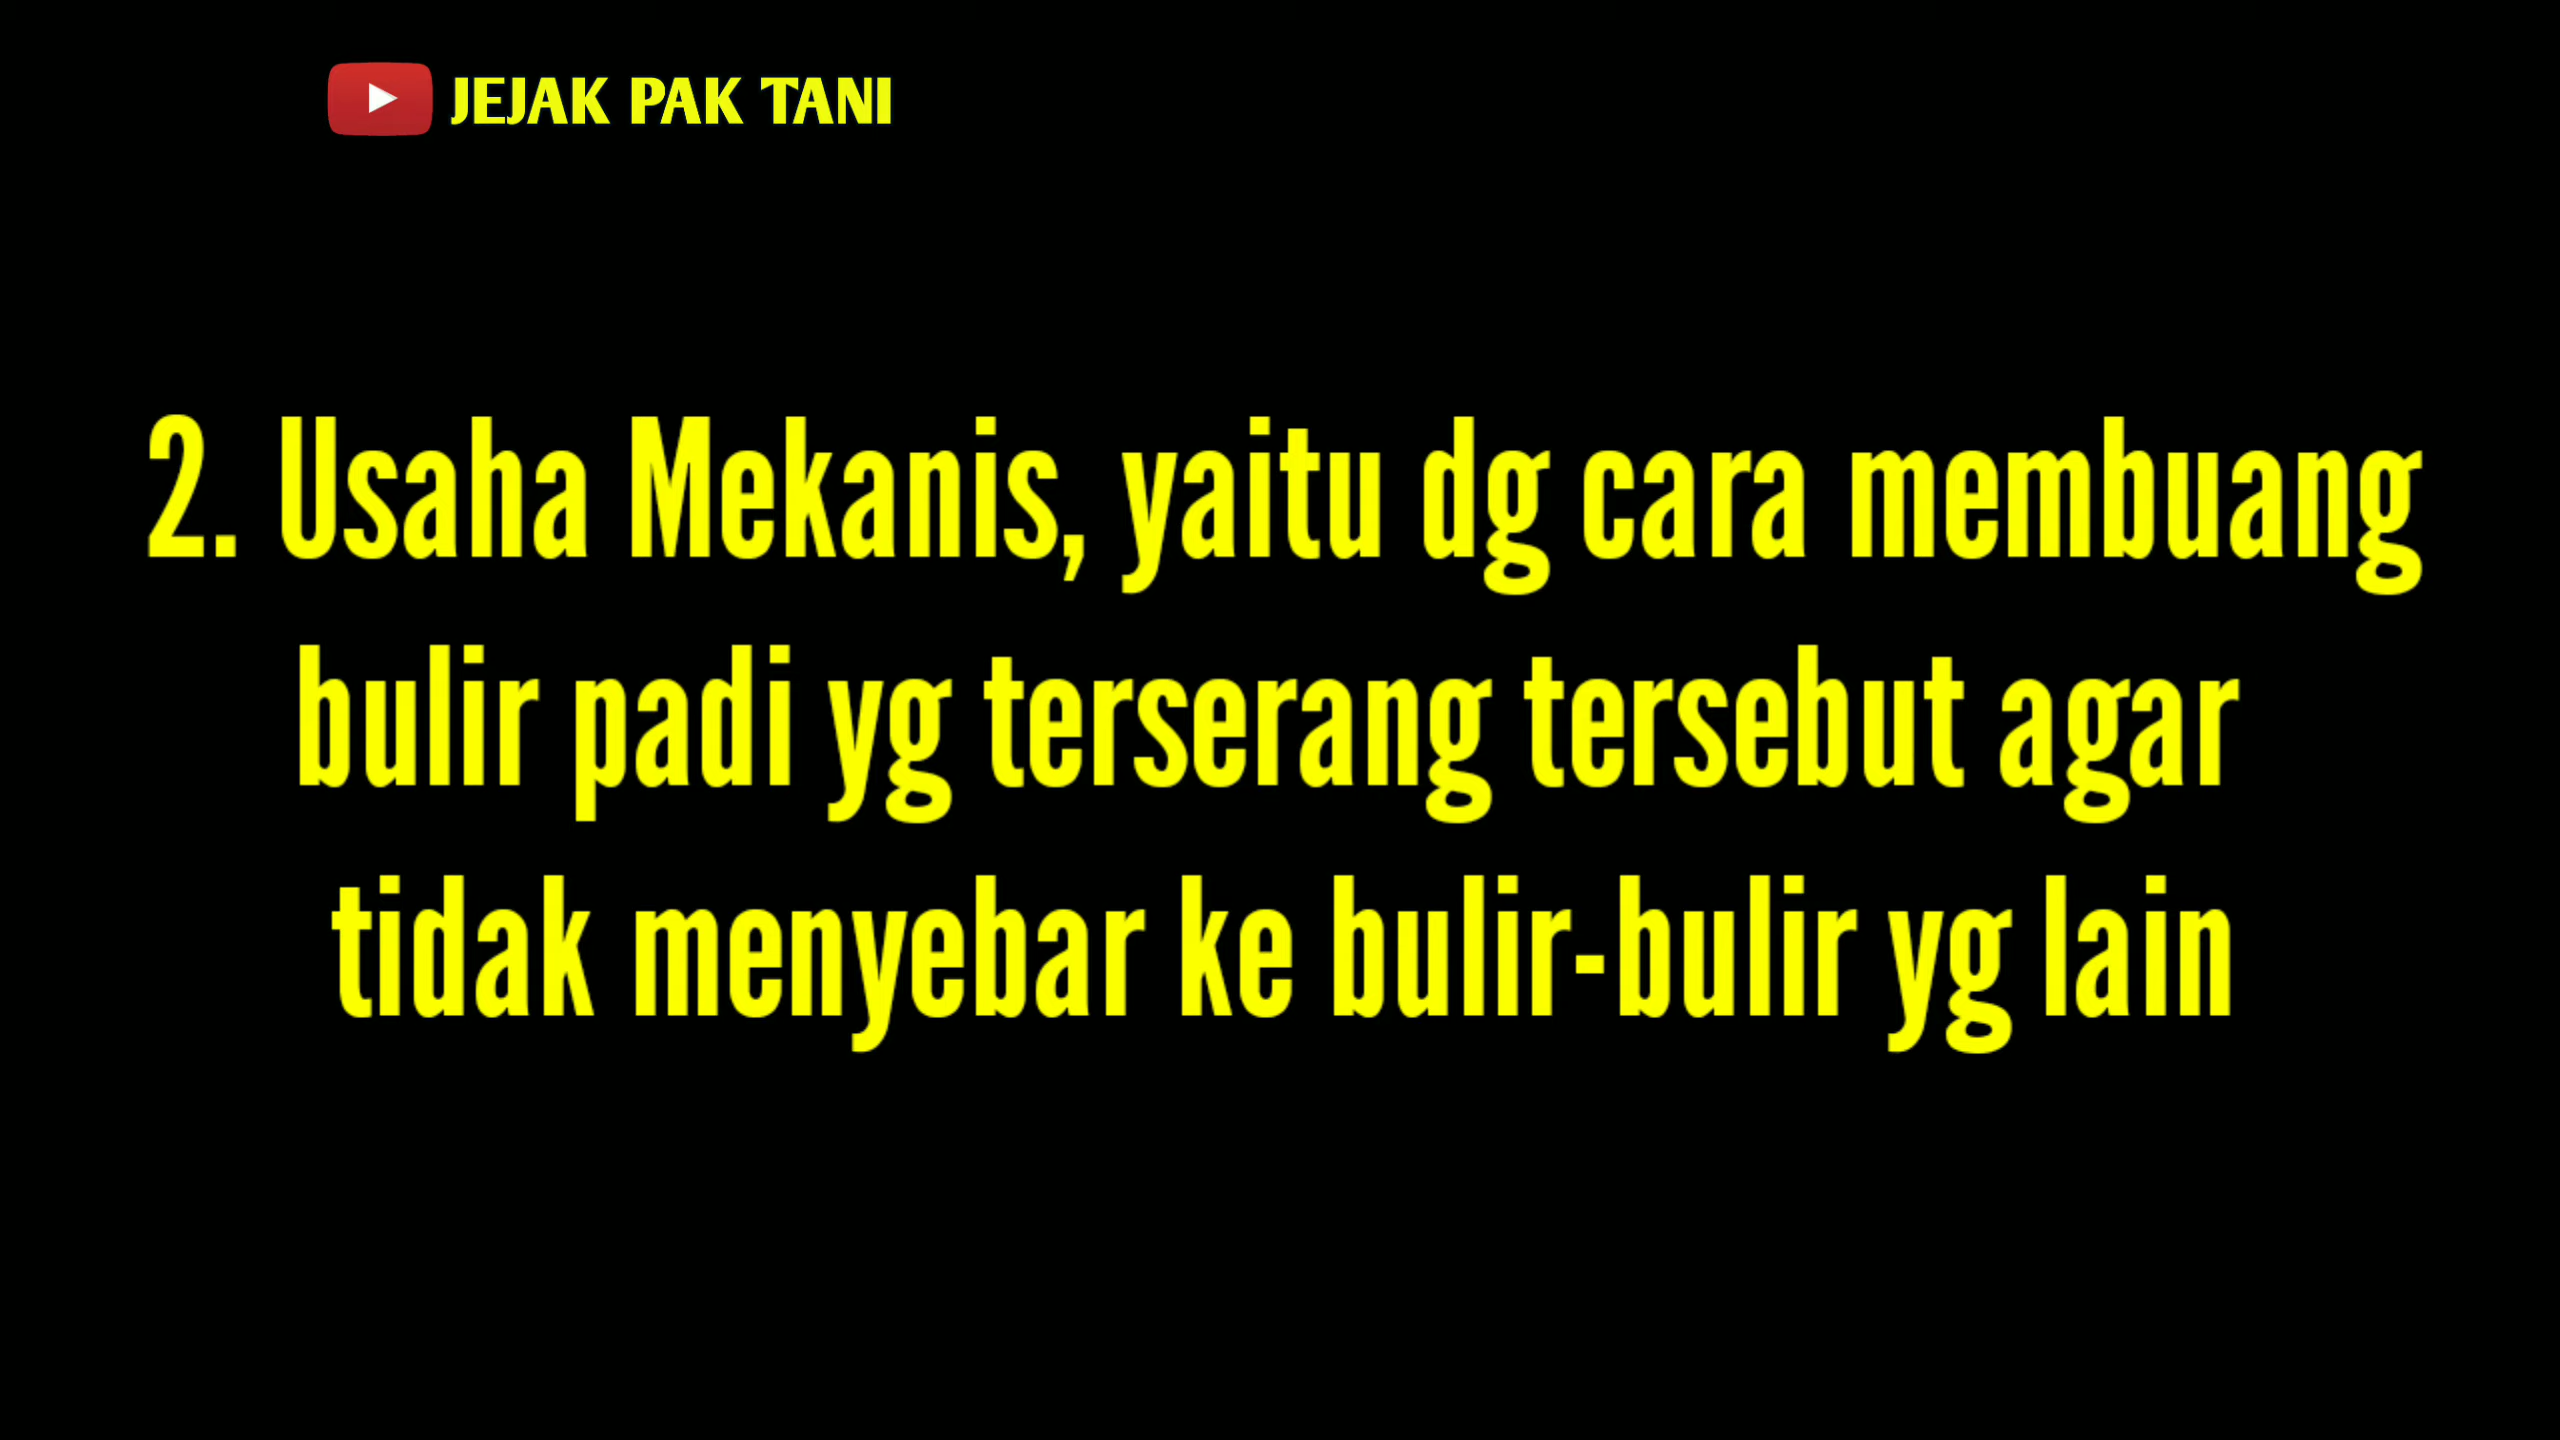 JEJAK PAK TANI
2. Usaha Mekanis, yaitu dg cara membuang
bulir padi yg terserang tersebut agar
tidak menyebar ke bulir-bulir yg lain